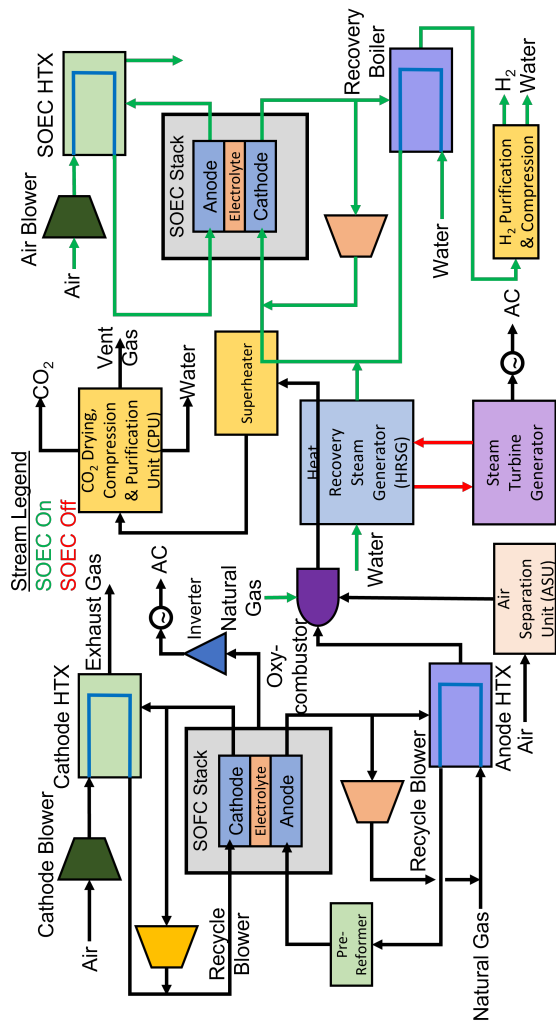 Air
Cathode Blower
Cathode HTX
Exhaust Gas
Recycle
Blower
SOFC Stack
Cathode
Electrolyte
Anode
Inverter
AC
Pre-
Reformer
Recycle Blower
Natural Gas
Anode HTX
Air
Air
Separation
Unit (ASU)
Oxy-
combustor
Natural
Gas
Stream Legend
SOEC On
SOEC Off
CO2 Drying,
Compression
& Purification
Unit (CPU)
CO2
Vent
Gas
Water
Superheater
Water
Heat
Recovery
Steam
Generator
(HRSG)
Steam
Turbine
Generator
AC
Air
Air Blower
SOEC HTX
SOEC Stack
Anode
Electrolyte
Cathode
Recovery
Boiler
Water
H2 Purification
& Compression
H2
Water